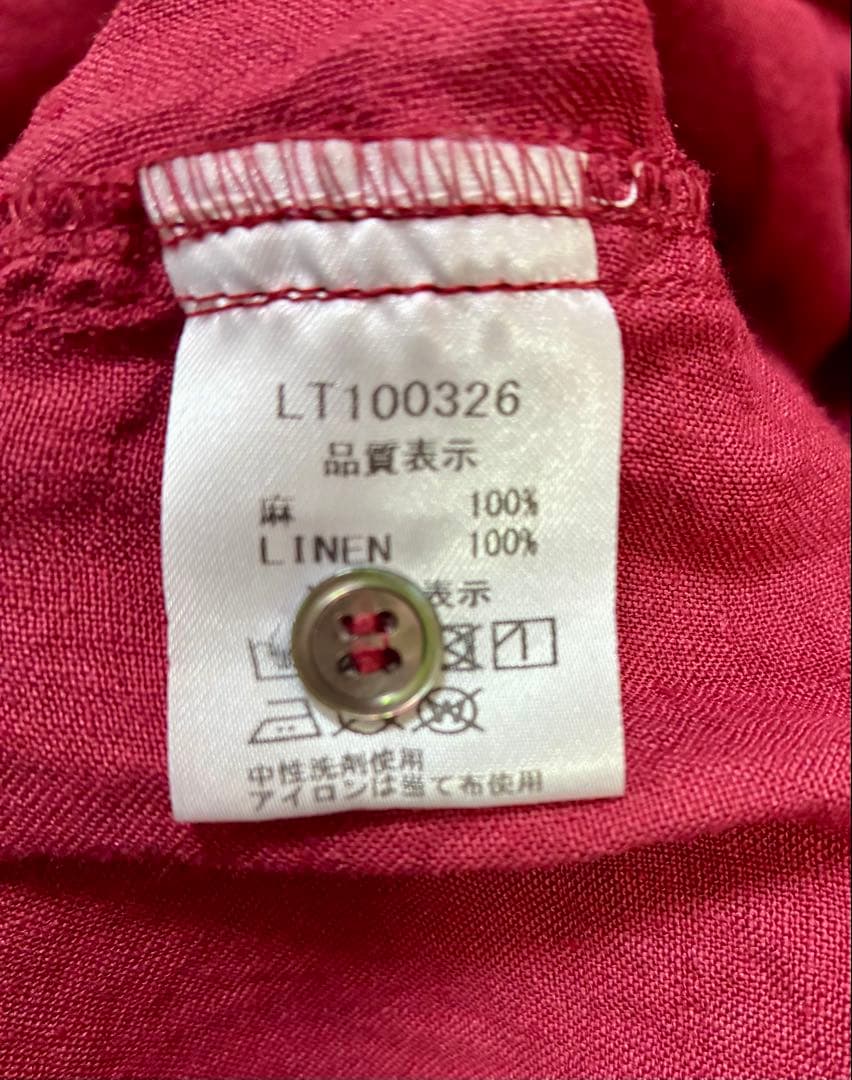 LT100326
品質表示
麻 100%
LINEN 100%
表示
W
中性洗剤使用
アイロンは当て布使用